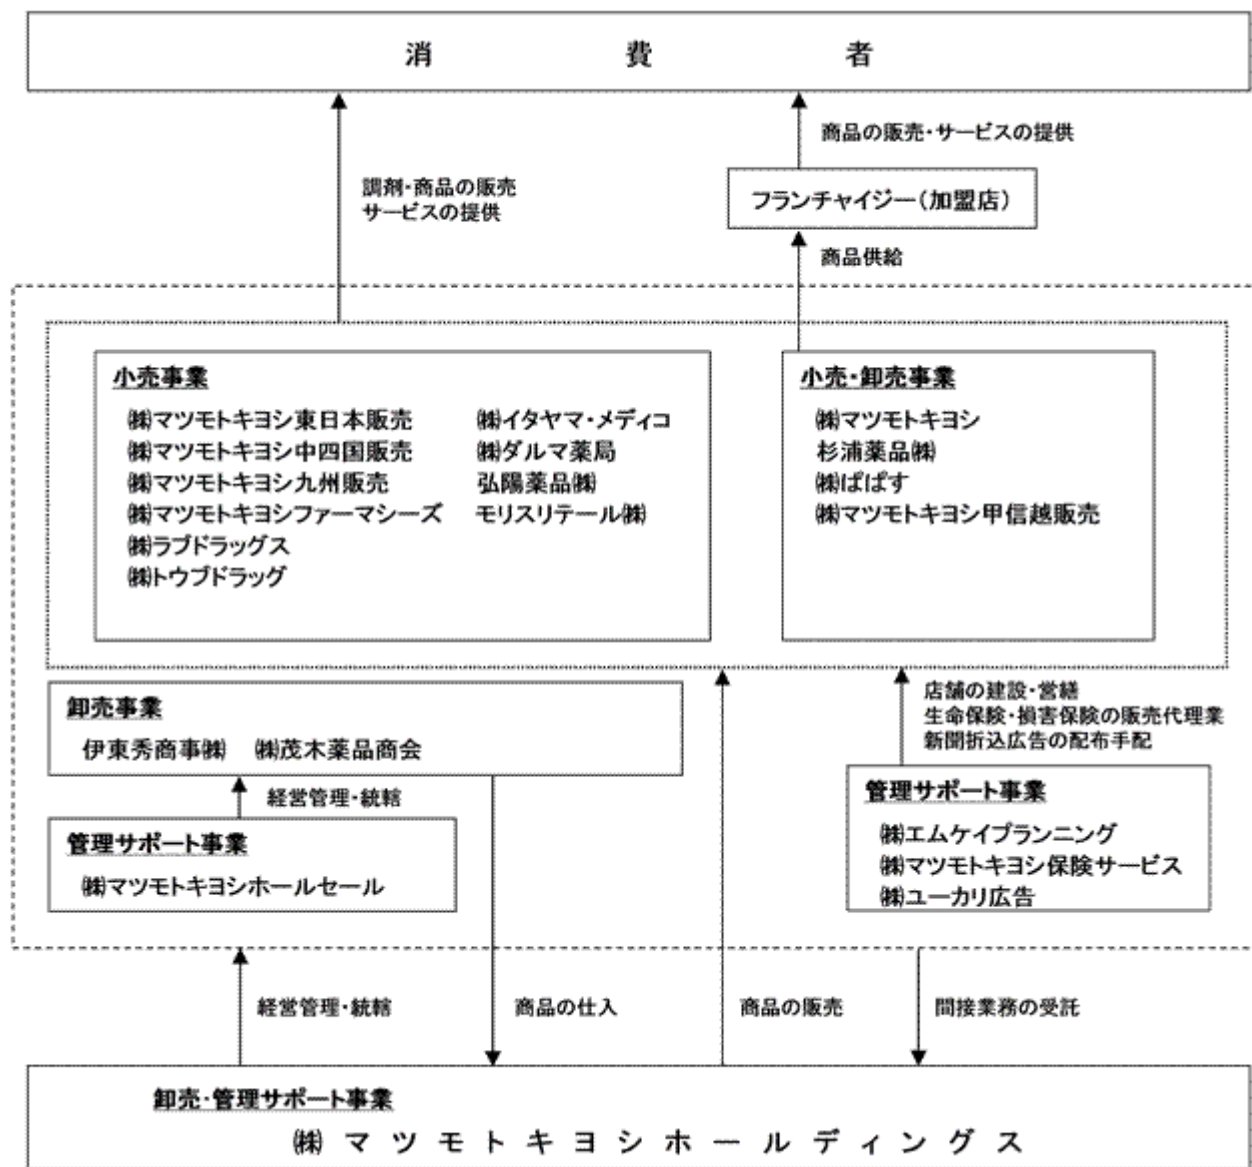 消費者
商品の販売・サービスの提供
調剤・商品の販売
サービスの提供
フランチャイジー(加盟店)
商品供給
小売事業
㈱マツモトキヨシ東日本販売
㈱マツモトキヨシ中四国販売
㈱マツモトキヨシ九州販売
㈱マツモトキヨシファーマシーズ
㈱ラブドラッグス
㈱トウブドラッグ
㈱イタヤマ・メディコ
㈱ダルマ薬局
弘陽薬品㈱
モリスリテール㈱
小売・卸売事業
㈱マツモトキヨシ
杉浦薬品㈱
㈱ぱぱす
㈱マツモトキヨシ甲信越販売
卸売事業
伊東秀商事㈱ ㈱茂木薬品商会
経営管理・統轄
管理サポート事業
㈱マツモトキヨシホールセール
店舗の建設・営繕
生命保険・損害保険の販売代理業
新聞折込広告の配布手配
管理サポート事業
㈱エムケイプランニング
㈱マツモトキヨシ保険サービス
㈱ユーカリ広告
経営管理・統轄
商品の仕入
商品の販売
間接業務の受託
卸売・管理サポート事業
㈱マツモトキヨシホールディングス